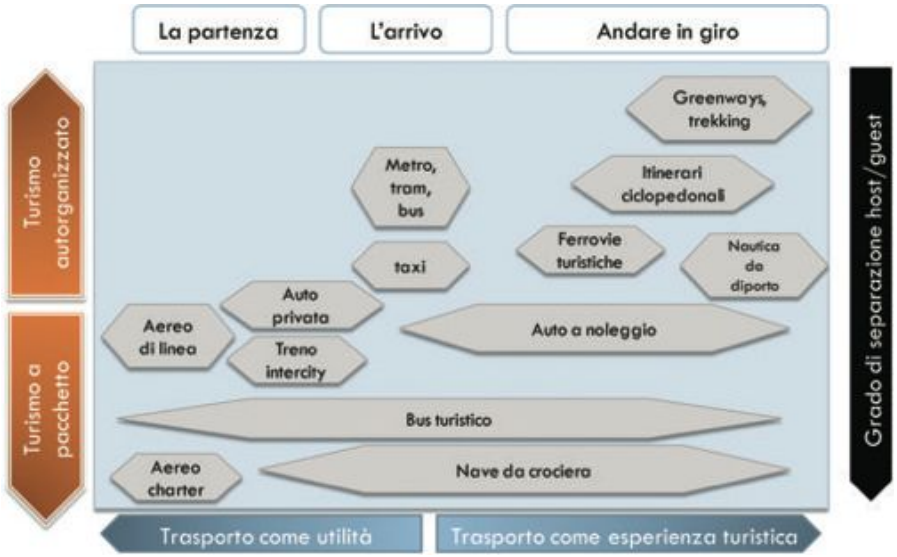 La partenza
L'arrivo
Andare in giro
Turismo
autorganizzato
Turismo a
pacchetto
Greenways,
trekking
Metro,
tram,
bus
Itinerari
ciclopedonali
Ferrovie
turistiche
Nautica
da
diporto
taxi
Auto
privata
Aereo
di linea
Treno
intercity
Auto a noleggio
Bus turistico
Aereo
charter
Nave da crociera
Grado di separazione host/guest
Trasporto come utilità
Trasporto come esperienza turistica